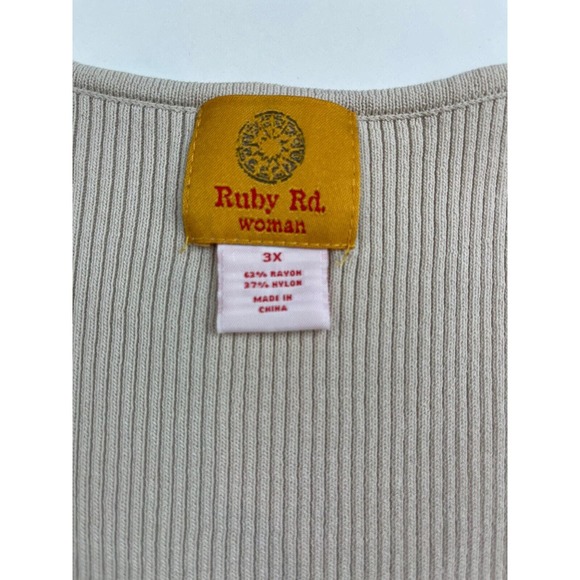 Ruby Rd.
woman
3X
63% RAYON
37% NYLON
MADE IN
CHINA